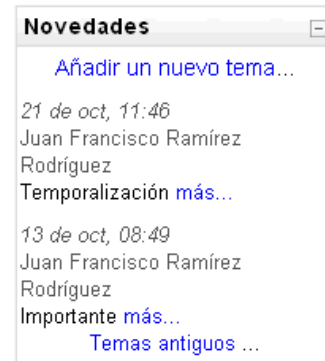 Novedades
Añadir un nuevo tema...
21 de oct, 11:46
Juan Francisco Ramírez
Rodríguez
Temporalización más...
13 de oct, 08:49
Juan Francisco Ramírez
Rodríguez
Importante más...
Temas antiguos ...